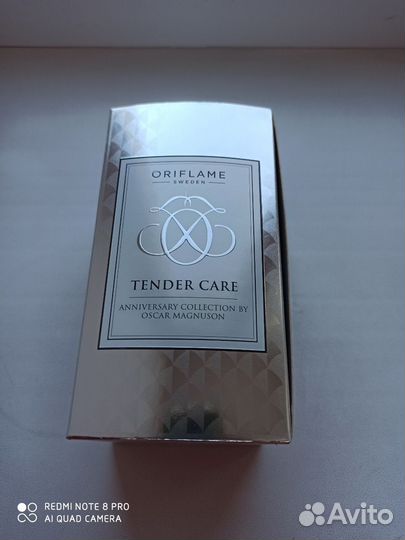 ORIFLAME
SWEDEN
TENDER CARE
ANNIVERSARY COLLECTION BY
OSCAR MAGNUSON
REDMI NOTE 8 PRO
AI QUAD CAMERA
Avito